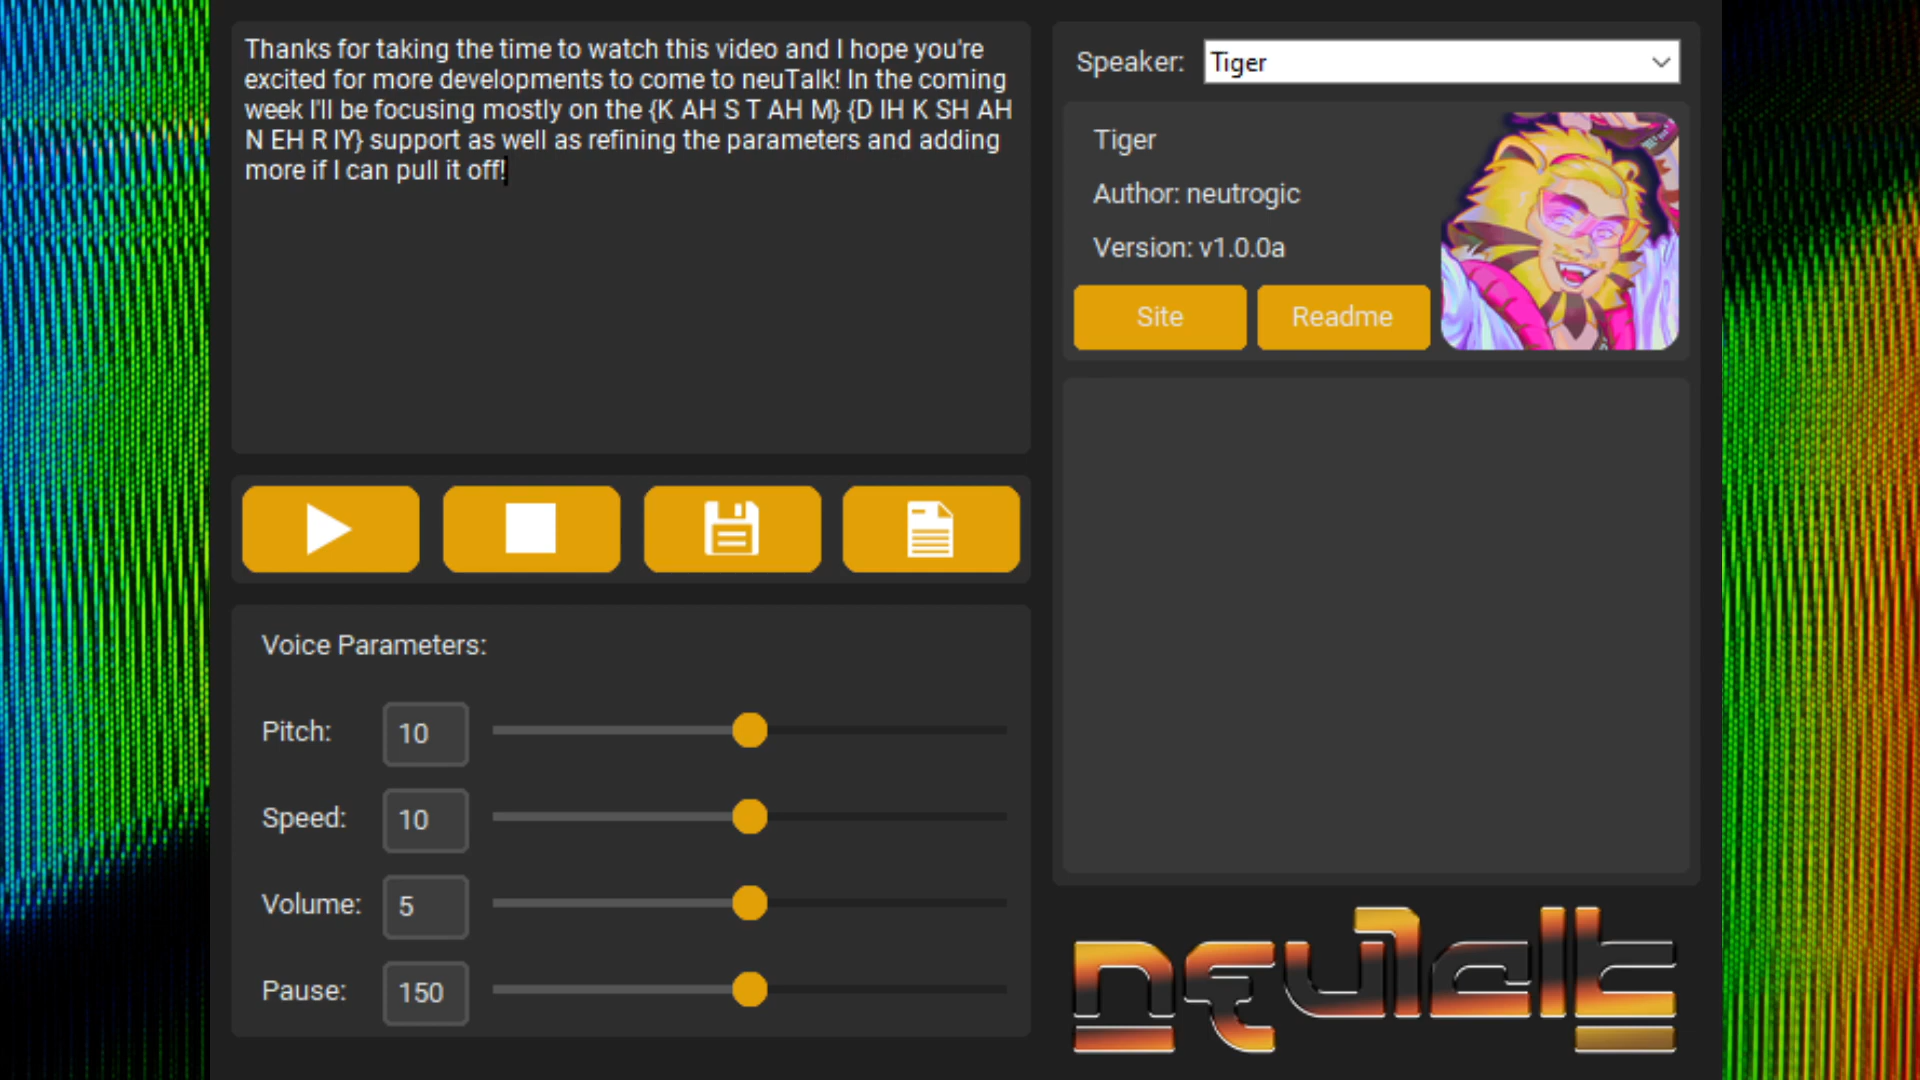 Thanks for taking the time to watch this video and I hope you're
excited for more developments to come to neuTalk! In the coming
week I'll be focusing mostly on the {K AH S T AH M} {D IH K SH AH
N EH R IY} support as well as refining the parameters and adding
more if I can pull it off!
Voice Parameters:
Pitch: 10
Speed: 10
Volume: 5
Pause: 150
Speaker: Tiger
Tiger
Author: neutrogic
Version: v1.0.0a
Site Readme
neutalk